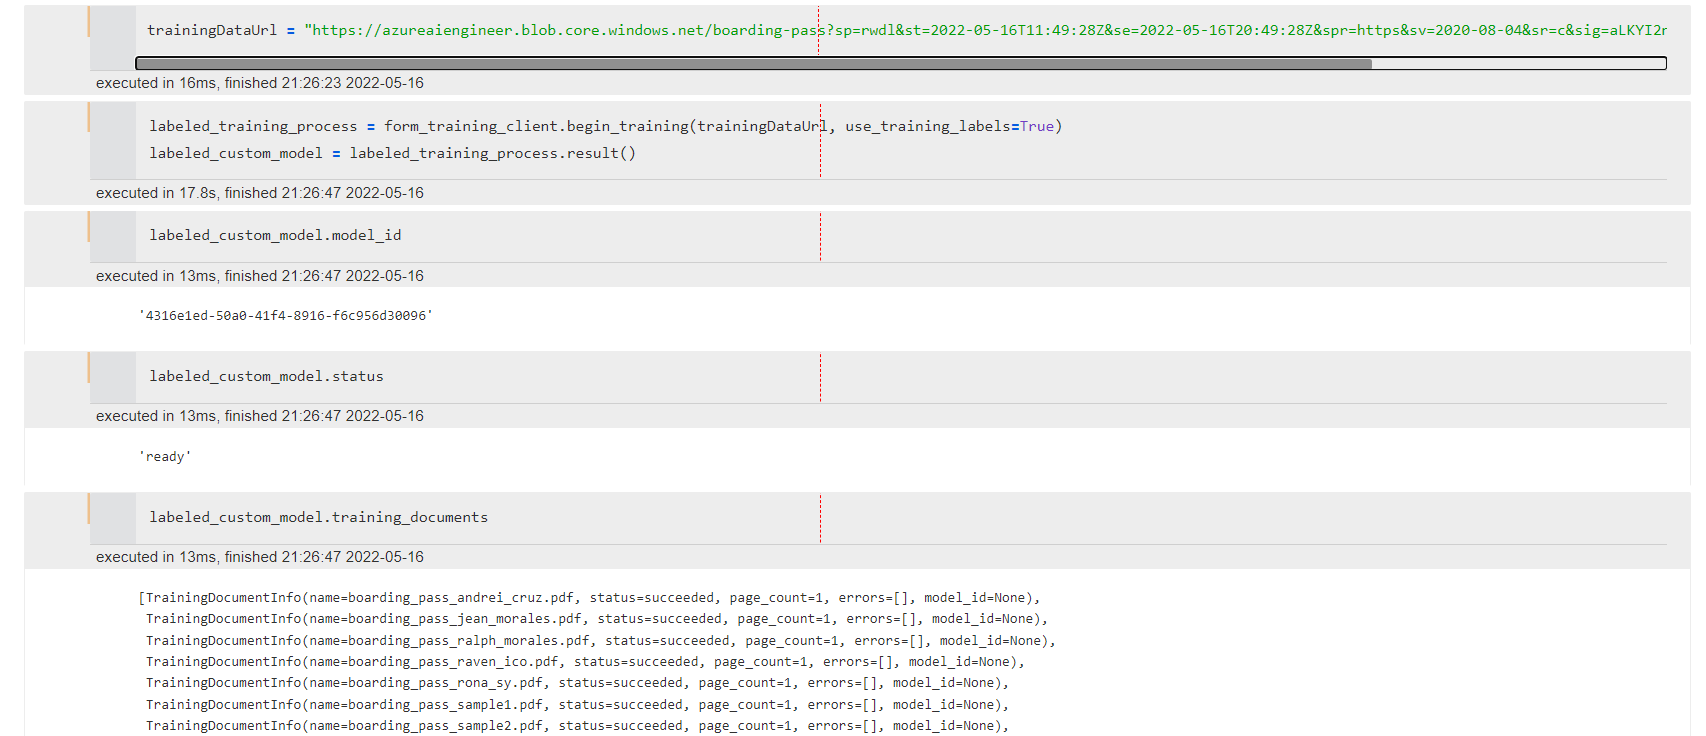 trainingDataUrl = "https://azureaiengineer.blob.core.windows.net/boarding-pass?sp=rwdl&st=2022-05-16T11:49:28Z&se=2022-05-16T20:49:28Z&spr=https&sv=2020-08-04&sr=c&sig=aLKYI2r
executed in 16ms, finished 21:26:23 2022-05-16
labeled_training_process = form_training_client.begin_training(trainingDataUrl, use_training_labels=True)
labeled_custom_model = labeled_training_process.result()
executed in 17.8s, finished 21:26:47 2022-05-16
labeled_custom_model.model_id
executed in 13ms, finished 21:26:47 2022-05-16
'4316e1ed-50a0-41f4-8916-f6c956d30096'
labeled_custom_model.status
executed in 13ms, finished 21:26:47 2022-05-16
'ready'
labeled_custom_model.training_documents
executed in 13ms, finished 21:26:47 2022-05-16
[TrainingDocumentInfo(name=boarding_pass_andrei_cruz.pdf, status=succeeded, page_count=1, errors=[], model_id=None),
TrainingDocumentInfo(name=boarding_pass_jean_morales.pdf, status=succeeded, page_count=1, errors=[], model_id=None),
TrainingDocumentInfo(name=boarding_pass_ralph_morales.pdf, status=succeeded, page_count=1, errors=[], model_id=None),
TrainingDocumentInfo(name=boarding_pass_raven_ico.pdf, status=succeeded, page_count=1, errors=[], model_id=None),
TrainingDocumentInfo(name=boarding_pass_rona_sy.pdf, status=succeeded, page_count=1, errors=[], model_id=None),
TrainingDocumentInfo(name=boarding_pass_sample1.pdf, status=succeeded, page_count=1, errors=[], model_id=None),
TrainingDocumentInfo(name=boarding_pass_sample2.pdf, status=succeeded, page_count=1, errors=[], model_id=None),